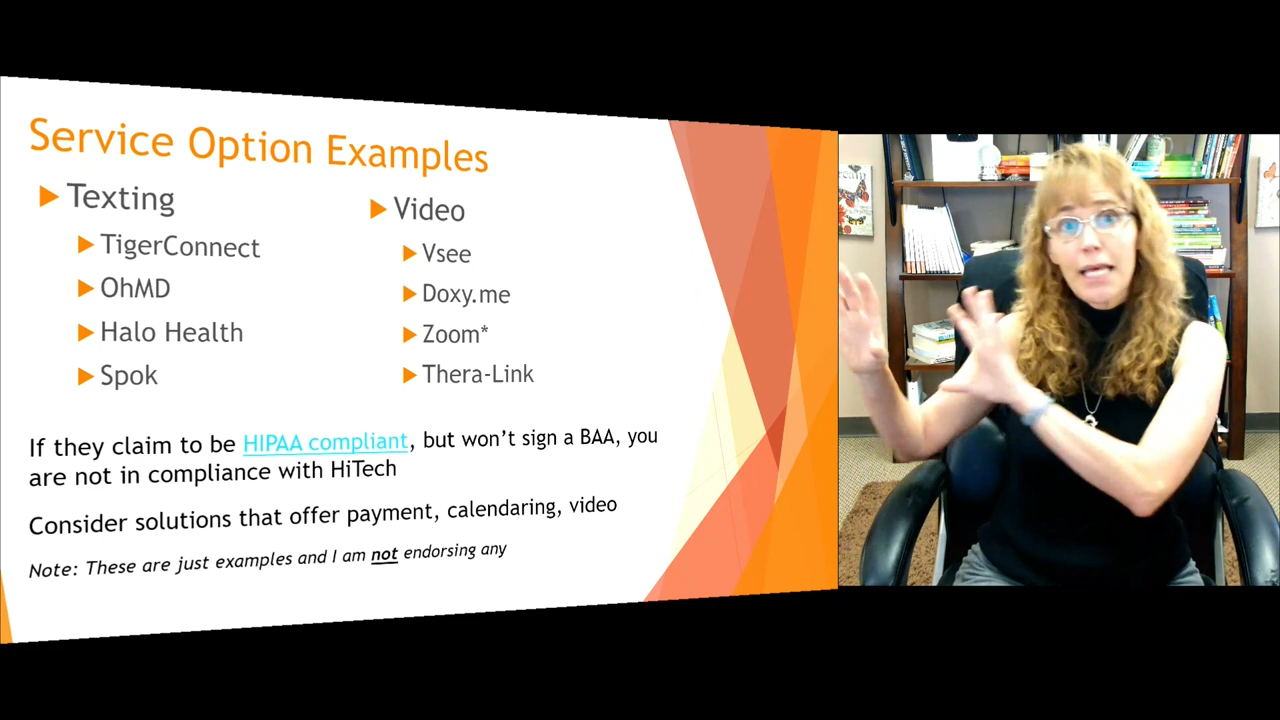 Service Option Examples
Texting
TigerConnect
OhMD
Halo Health
Spok
Video
Vsee
Doxy.me
Zoom*
Thera-Link
If they claim to be HIPAA compliant, but won't sign a BAA, you
are not in compliance with HiTech
Consider solutions that offer payment, calendaring, video
Note: These are just examples and I am not endorsing any